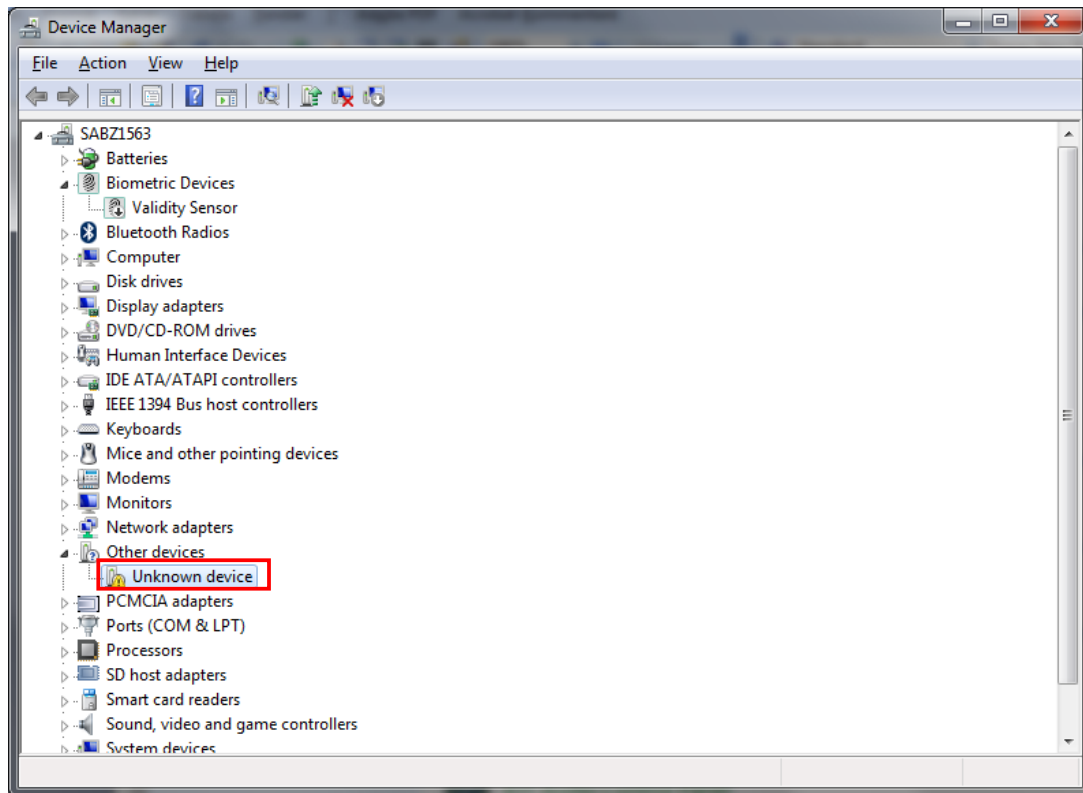 Device Manager
File Action View Help
SABZ1563
Batteries
Biometric Devices
Validity Sensor
Bluetooth Radios
Computer
Disk drives
Display adapters
DVD/CD-ROM drives
Human Interface Devices
IDE ATA/ATAPI controllers
IEEE 1394 Bus host controllers
Keyboards
Mice and other pointing devices
Modems
Monitors
Network adapters
Other devices
Unknown device
PCMCIA adapters
Ports (COM & LPT)
Processors
SD host adapters
Smart card readers
Sound, video and game controllers
System devices